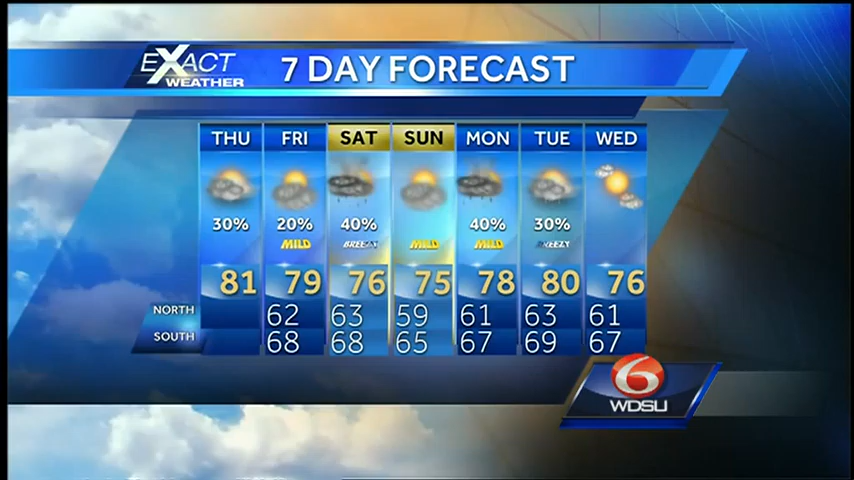 EXACT
WEATHER
7 DAY FORECAST
THU FRI SAT SUN MON TUE WED
30% 20% 40% 40% 30%
MILD BREEZY MILD MILD BREEZY
81 79 76 75 78 80 76
NORTH 62 63 59 61 63 61
SOUTH 68 68 65 67 69 67
6
WDSU